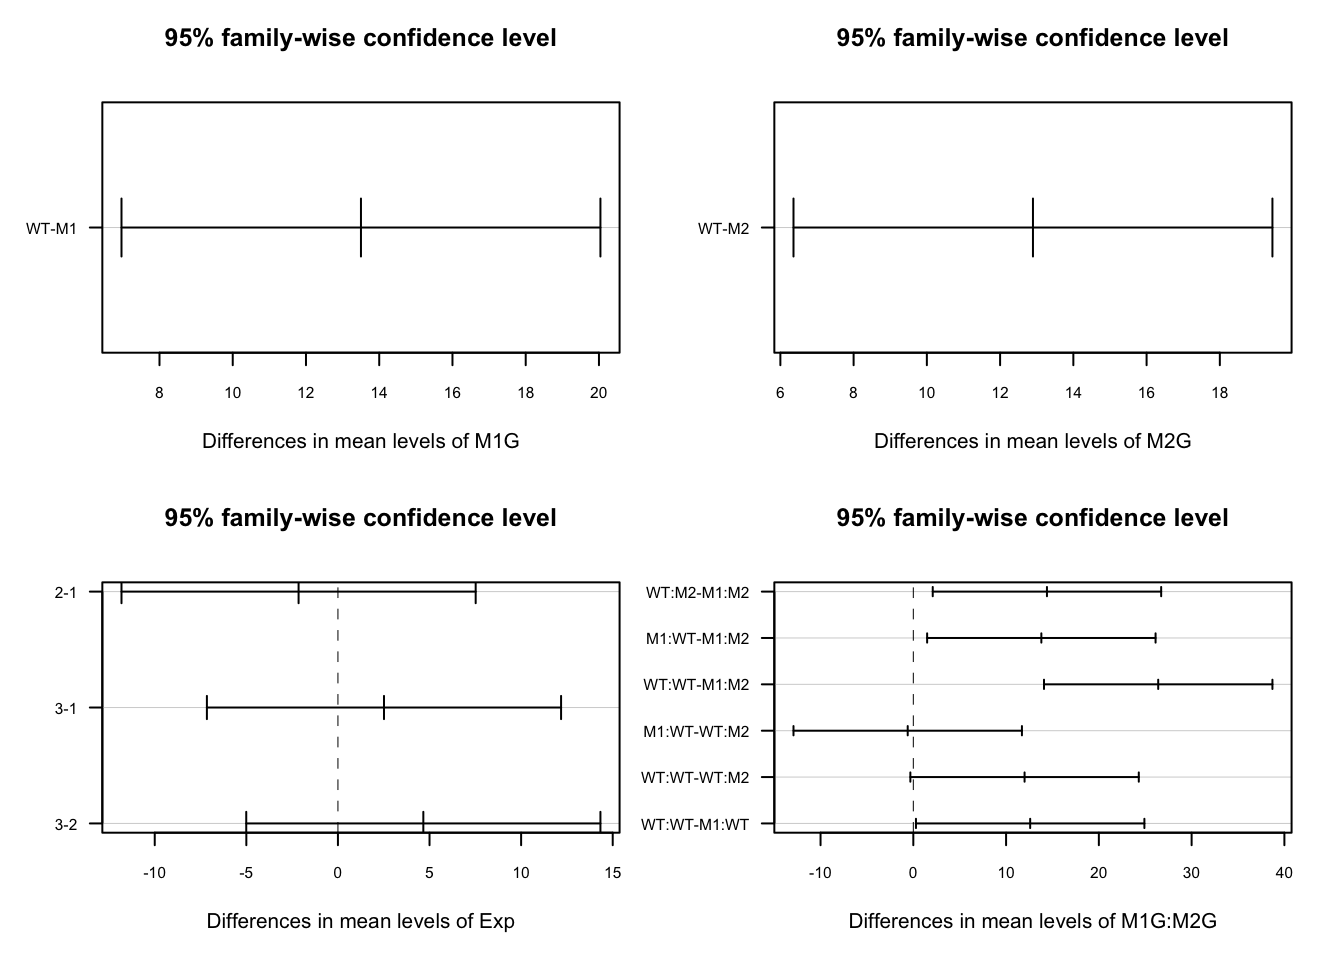 95% family-wise confidence level
WT-M1
8 10 12 14 16 18 20
Differences in mean levels of M1G
95% family-wise confidence level
WT-M2
6 8 10 12 14 16 18
Differences in mean levels of M2G
95% family-wise confidence level
2-1
3-1
3-2
-10 -5 0 5 10 15
Differences in mean levels of Exp
95% family-wise confidence level
WT:M2-M1:M2
M1:WT-M1:M2
WT:WT-M1:M2
M1:WT-WT:M2
WT:WT-WT:M2
WT:WT-M1:WT
-10 0 10 20 30 40
Differences in mean levels of M1G:M2G